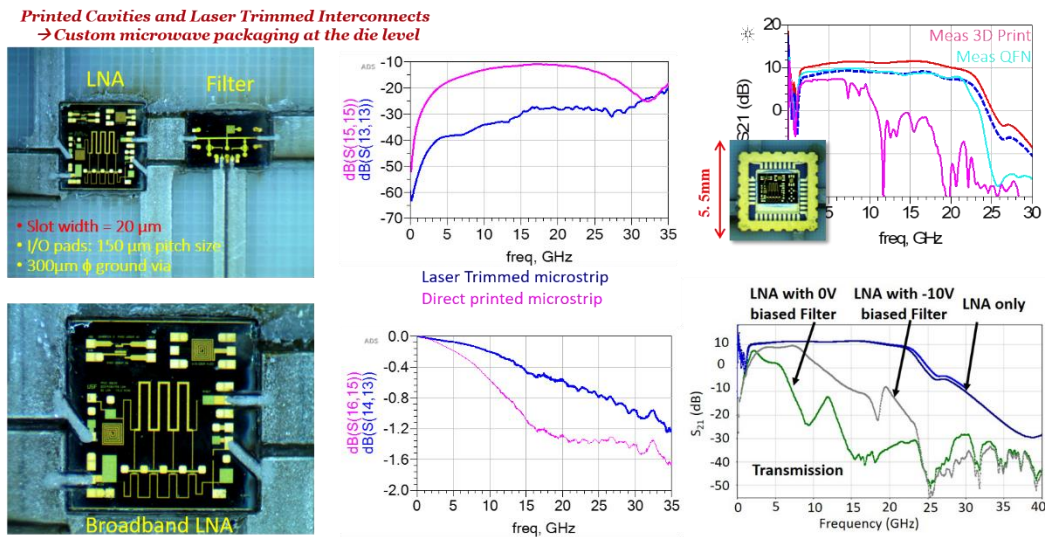 Printed Cavities and Laser Trimmed Interconnects
→Custom microwave packaging at the die level
LNA
Filter
• Slot width = 20 µm
• I/O pads: 150 µm pitch size
• 300µm ϕ ground via
Broadband LNA
ADS
dB(S(15,15))
dB(S(13,13))
-10
-20
-30
-40
-50
-60
-70
0 5 10 15 20 25 30 35
freq, GHz
Laser Trimmed microstrip
Direct printed microstrip
ADS
dB(S(16,15))
dB(S(14,13))
0.0
-0.4
-0.8
-1.2
-1.6
-2.0
0 5 10 15 20 25 30 35
freq, GHz
Meas 3D Print
Meas QFN
S21 (dB)
20
10
0
5. 5mm
5 10 15 20 25 30
freq, GHz
LNA with 0V
biased Filter
LNA with -10V
biased Filter
LNA only
S21 (dB)
10
0
-10
-20
-30
-40
-50
Transmission
0 5 10 15 20 25 30 35 40
Frequency (GHz)